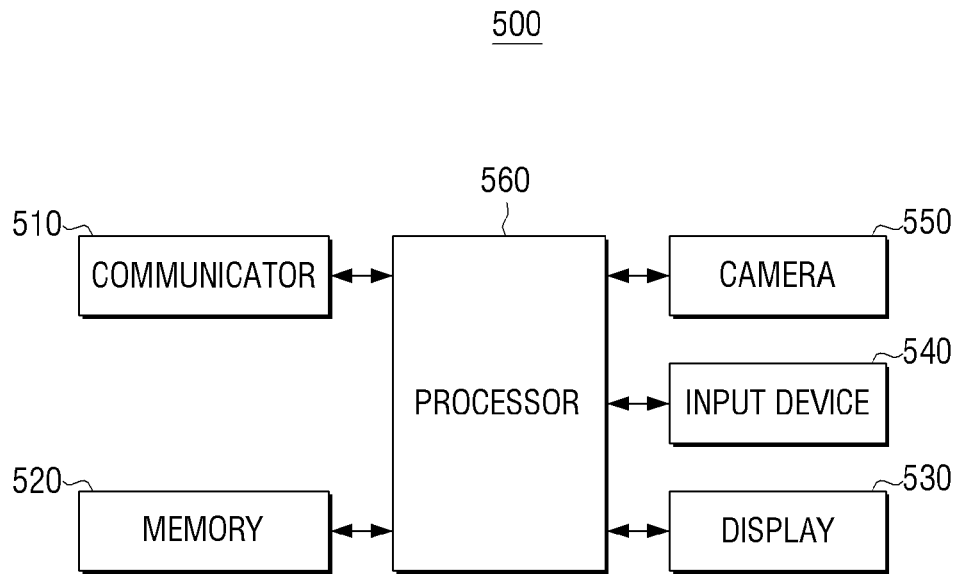 500
560
510
COMMUNICATOR
550
CAMERA
540
PROCESSOR
INPUT DEVICE
520
MEMORY
530
DISPLAY